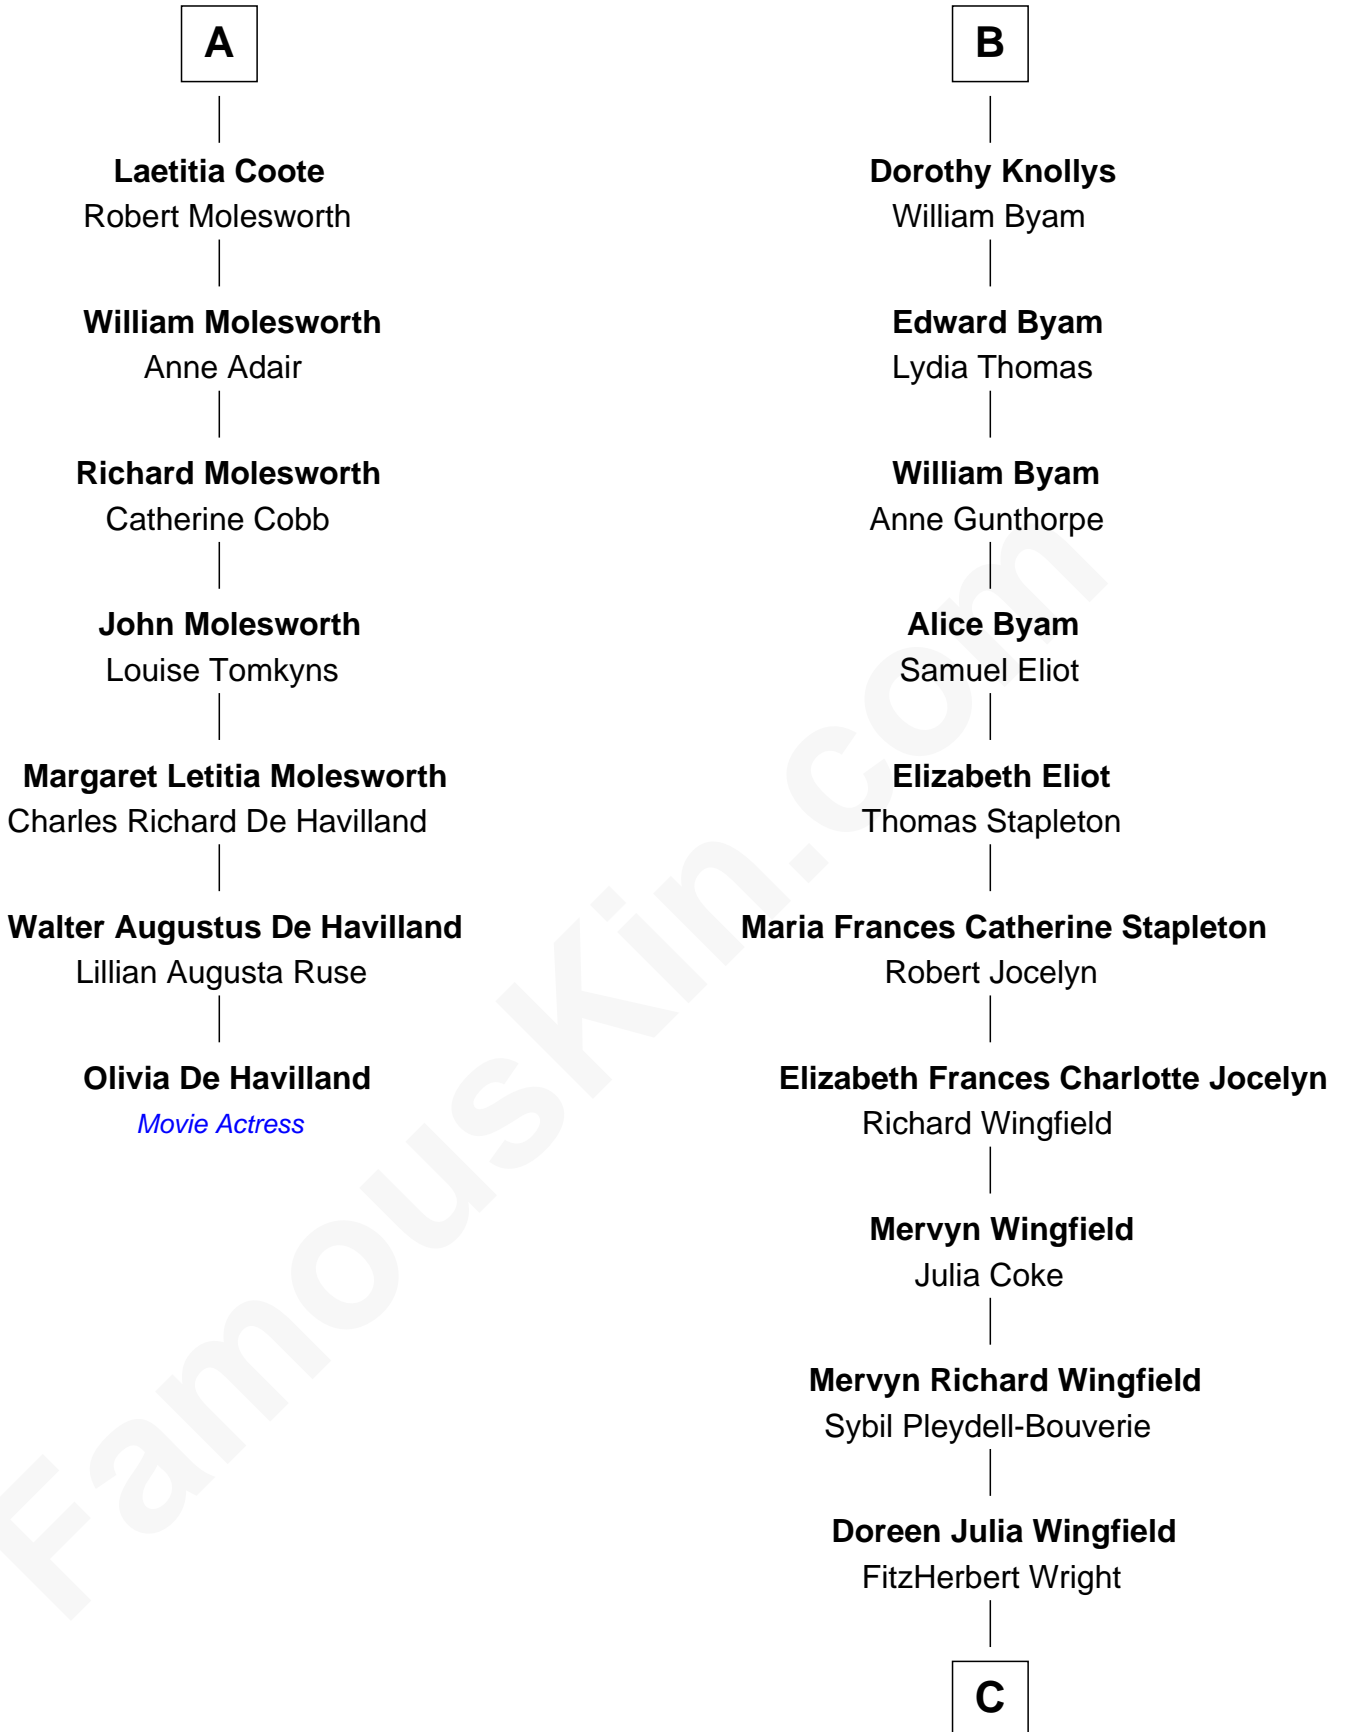 A
Laetitia Coote
Robert Molesworth
William Molesworth
Anne Adair
Richard Molesworth
Catherine Cobb
John Molesworth
Louise Tomkyns
Margaret Letitia Molesworth
Charles Richard De Havilland
Walter Augustus De Havilland
Lillian Augusta Ruse
Olivia De Havilland
Movie Actress
B
Dorothy Knollys
William Byam
Edward Byam
Lydia Thomas
William Byam
Anne Gunthorpe
Alice Byam
Samuel Eliot
Elizabeth Eliot
Thomas Stapleton
Maria Frances Catherine Stapleton
Robert Jocelyn
Elizabeth Frances Charlotte Jocelyn
Richard Wingfield
Mervyn Wingfield
Julia Coke
Mervyn Richard Wingfield
Sybil Pleydell-Bouverie
Doreen Julia Wingfield
FitzHerbert Wright
C
FamousKin.com